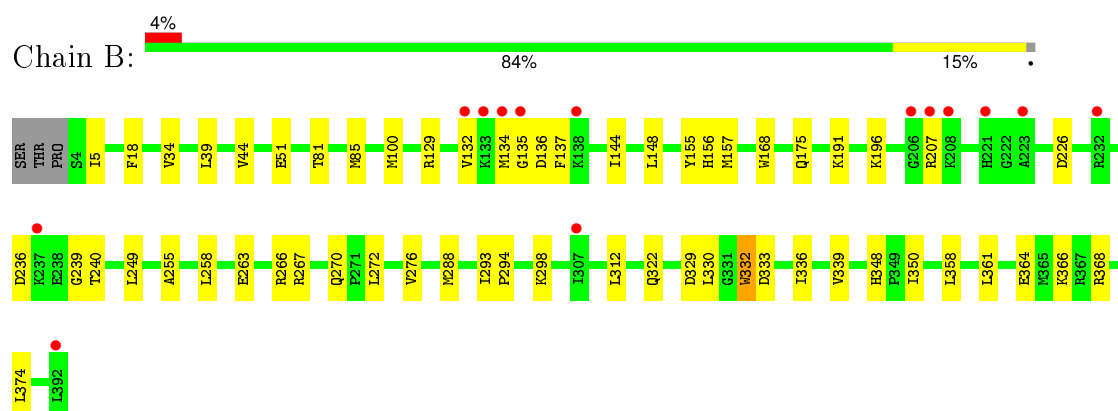 4%
Chain B:
84% 15% •
SER THR PRO S4 I5 F18 V34 L39 V44 E51 T81 M85 M100 R129 V132 K133 M134 G135 D136 F137 K138 I144 L148 Y155 H156 M157 W168 Q175 K191 K196 G206 R207 K208 H221 G222 A223 D226 R232
D236 K237 E238 G239 T240 L249 A255 L258 E263 R266 R267 Q270 P271 L272 V276 M288 I293 P294 K298 I307 L312 Q322 D329 L330 G331 W332 D333 I336 V339 H348 P349 I350 L358 L361 E364 M365 K366 R367 R368
L374 L392